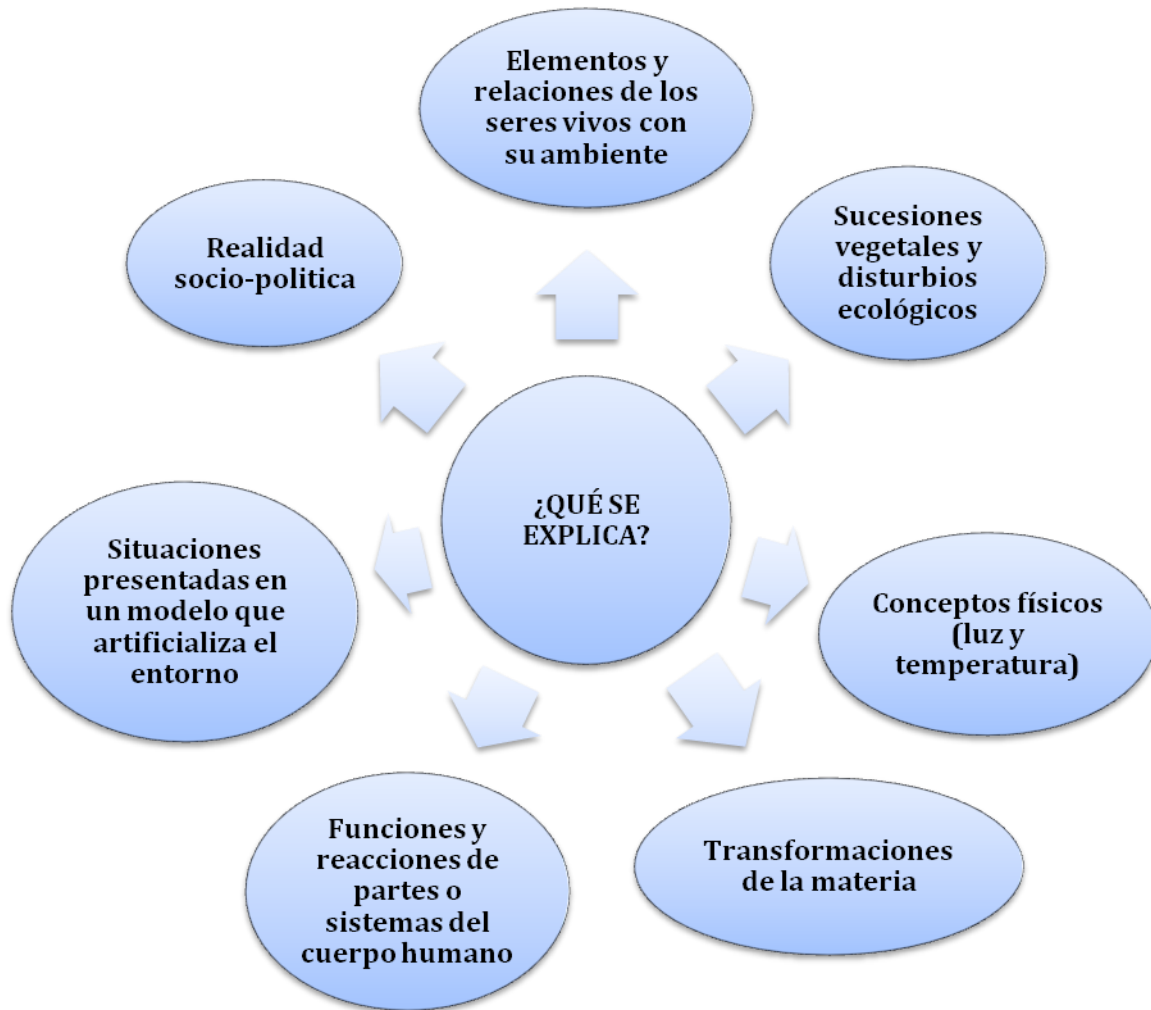 Elementos y
relaciones de los
seres vivos con
su ambiente
Sucesiones
vegetales y
disturbios
ecológicos
Conceptos físicos
(luz y
temperatura)
Transformaciones
de la materia
Funciones y
reacciones de
partes o
sistemas del
cuerpo humano
Situaciones
presentadas en
un modelo que
artificializa el
entorno
Realidad
socio-politica
¿QUÉ SE
EXPLICA?